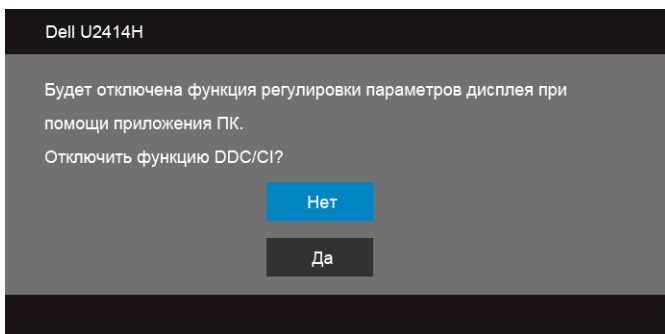 Dell U2414H
Будет отключена функция регулировки параметров дисплея при
помощи приложения ПК.
Отключить функцию DDC/CI?
Нет
Да